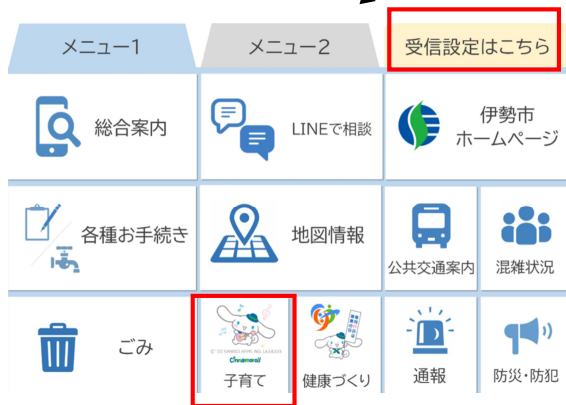 メニュー1
メニュー2
受信設定はこちら
総合案内
LINEで相談
伊勢市
ホームページ
各種お手続き
地図情報
公共交通案内
混雑状況
ごみ
Cinnamoroll
子育て
健康づくり
通報
防災・防犯